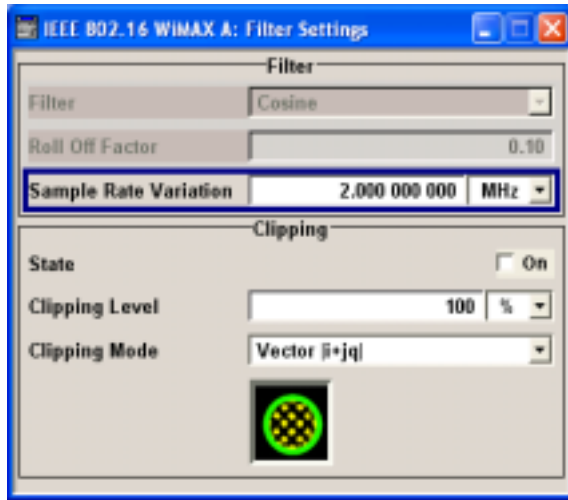 IEEE 802.16 WiMAX A: Filter Settings
Filter
Filter Cosine
Roll Off Factor 0.10
Sample Rate Variation 2.000 000 000 MHz
Clipping
State On
Clipping Level 100 %
Clipping Mode Vector |i+jq|